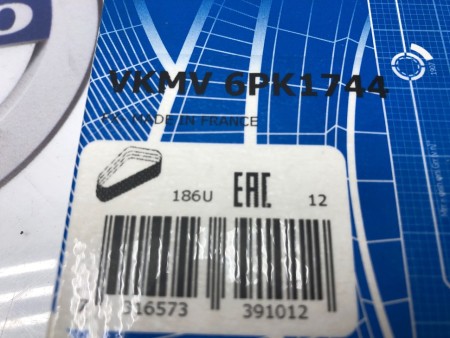 VKMV 6PK1744
MADE IN FRANCE
186U EAC 12
316573 391012